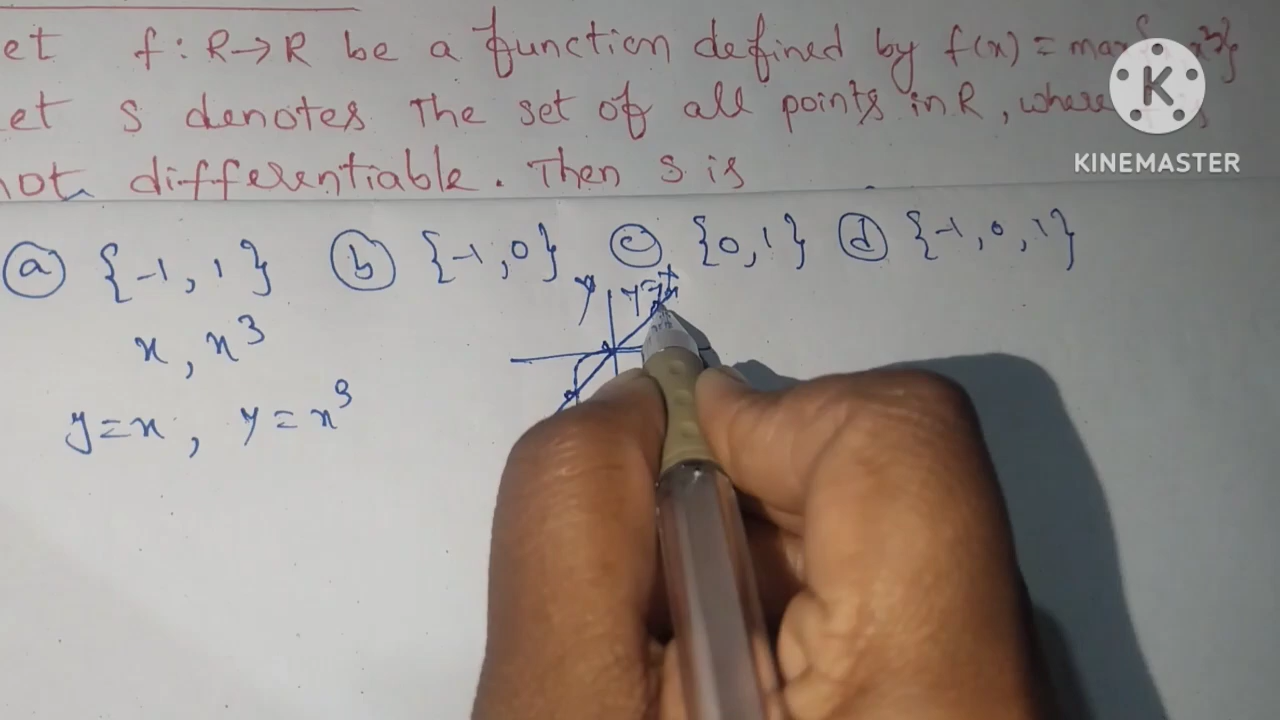 et f: R→R be a function defined by f(x) = max{ x³}
et S denotes The set of all points in R, where
not differentiable. Then S is
K
KINEMASTER
ⓐ {-1, 1} ⓑ {-1, 0} ⓒ {0, 1} ⓓ {-1, 0, 1}
y
x, x³
y = x, y = x³